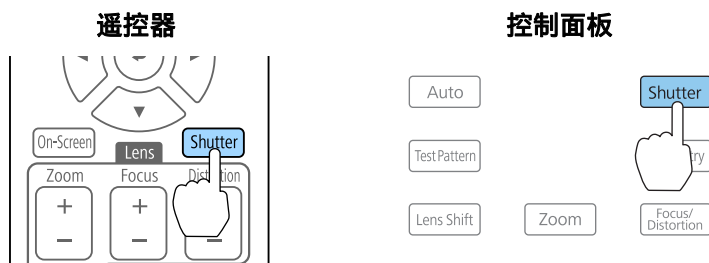 遥控器
控制面板
On-Screen
Lens
Shutter
Zoom
Focus
+
+
−
−
−
Auto
Shutter
Test Pattern
Lens Shift
Zoom
Focus/
Distortion